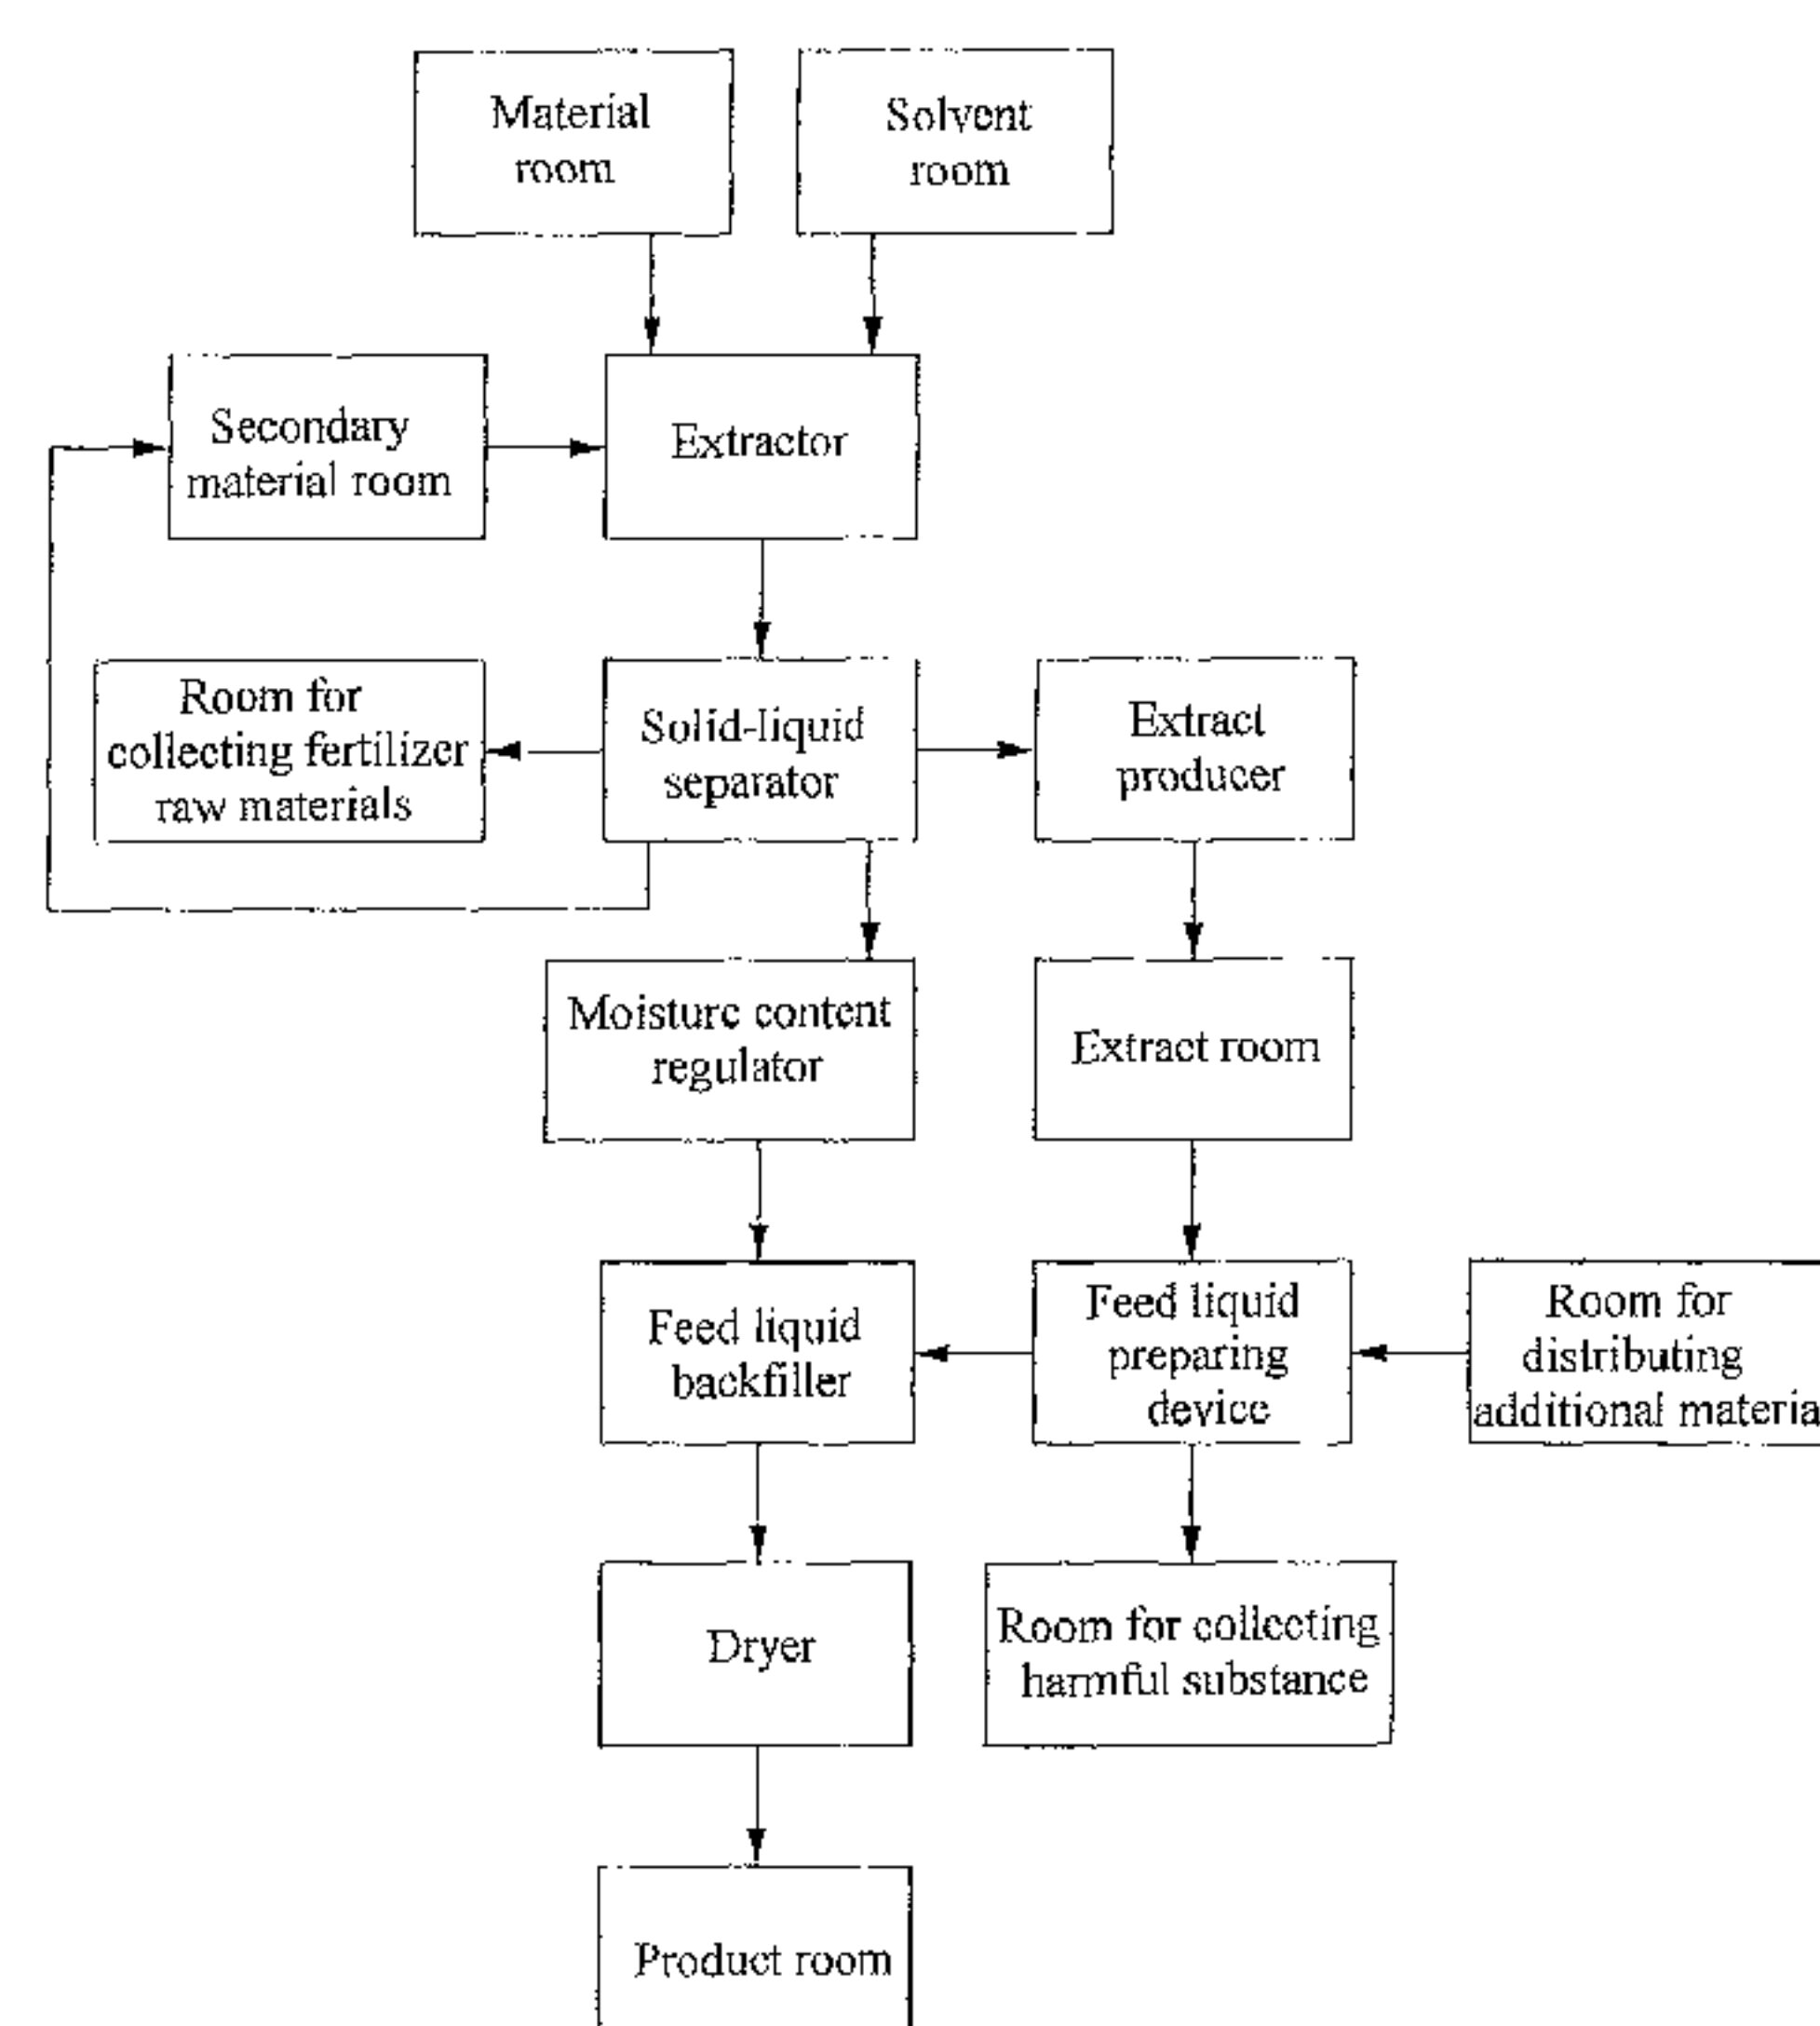 Material
room
Solvent
room
Secondary
material room
Extractor
Room for
collecting fertilizer
raw materials
Solid-liquid
separator
Extract
producer
Moisture content
regulator
Extract room
Feed liquid
backfiller
Feed liquid
preparing
device
Room for
distributing
additional materia
Dryer
Room for collecting
harmful substance
Product room